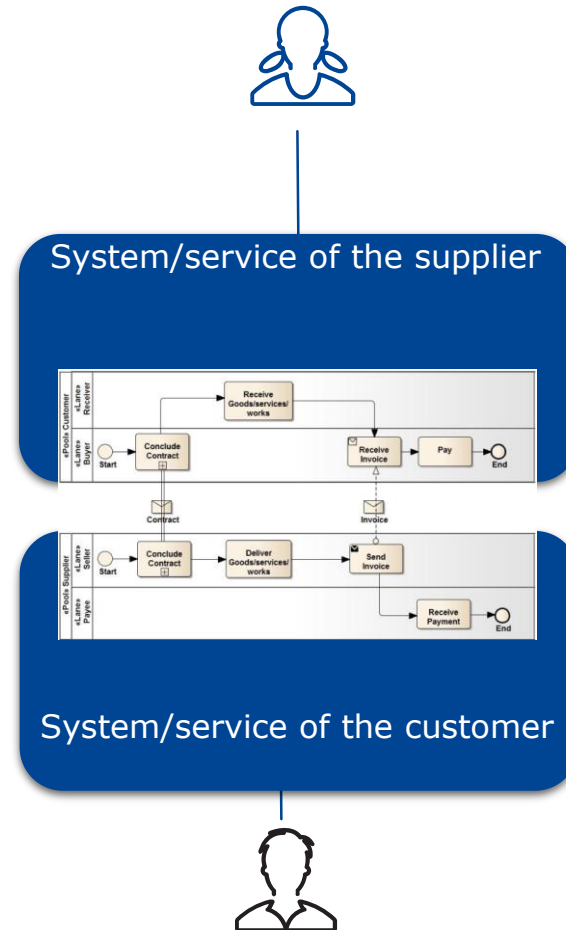 System/service of the supplier
«Pool» Customer
«Lane»
Receiver
Receive
Goods/services/
works
«Lane»
Buyer
Start
Conclude
Contract
Receive
Invoice
Pay
End
Contract
Invoice
«Pool» Supplier
«Lane»
Seller
Start
Conclude
Contract
Deliver
Goods/services/
works
Send
Invoice
«Lane»
Payee
Receive
Payment
End
System/service of the customer